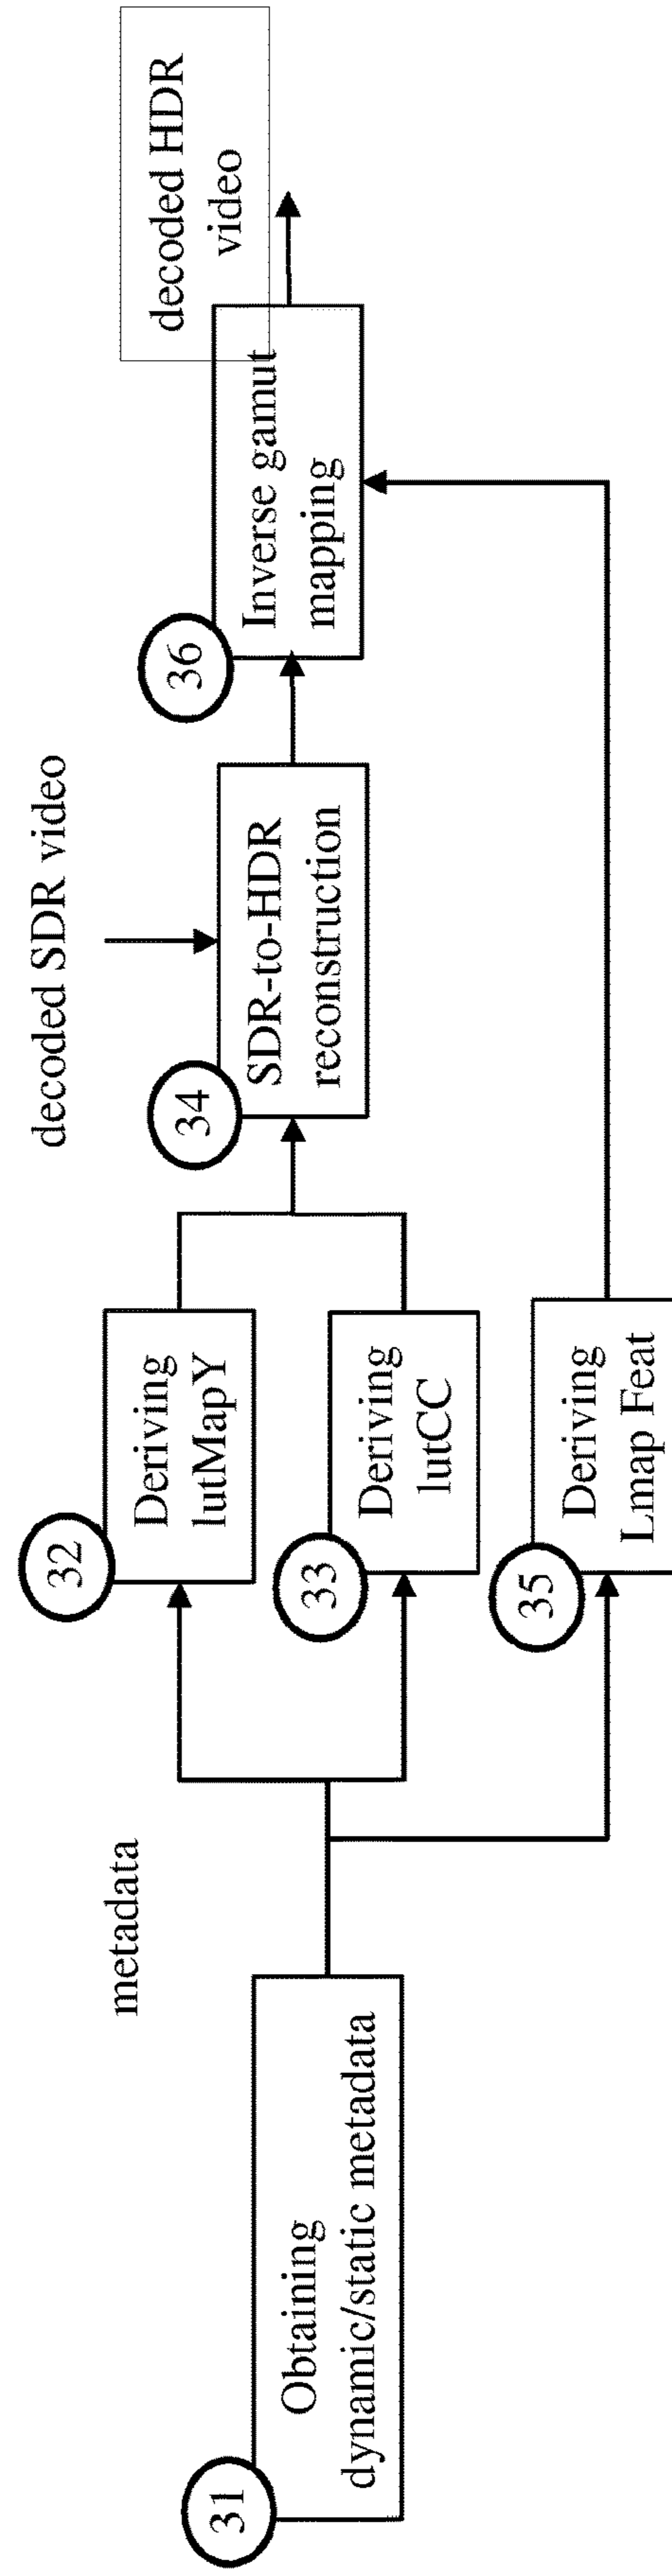 31
Obtaining
dynamic/static metadata
metadata
32
Deriving
lutMapY
33
Deriving
lutCC
35
Deriving
Lmap Feat
decoded SDR video
34
SDR-to-HDR
reconstruction
36
Inverse gamut
mapping
decoded HDR
video